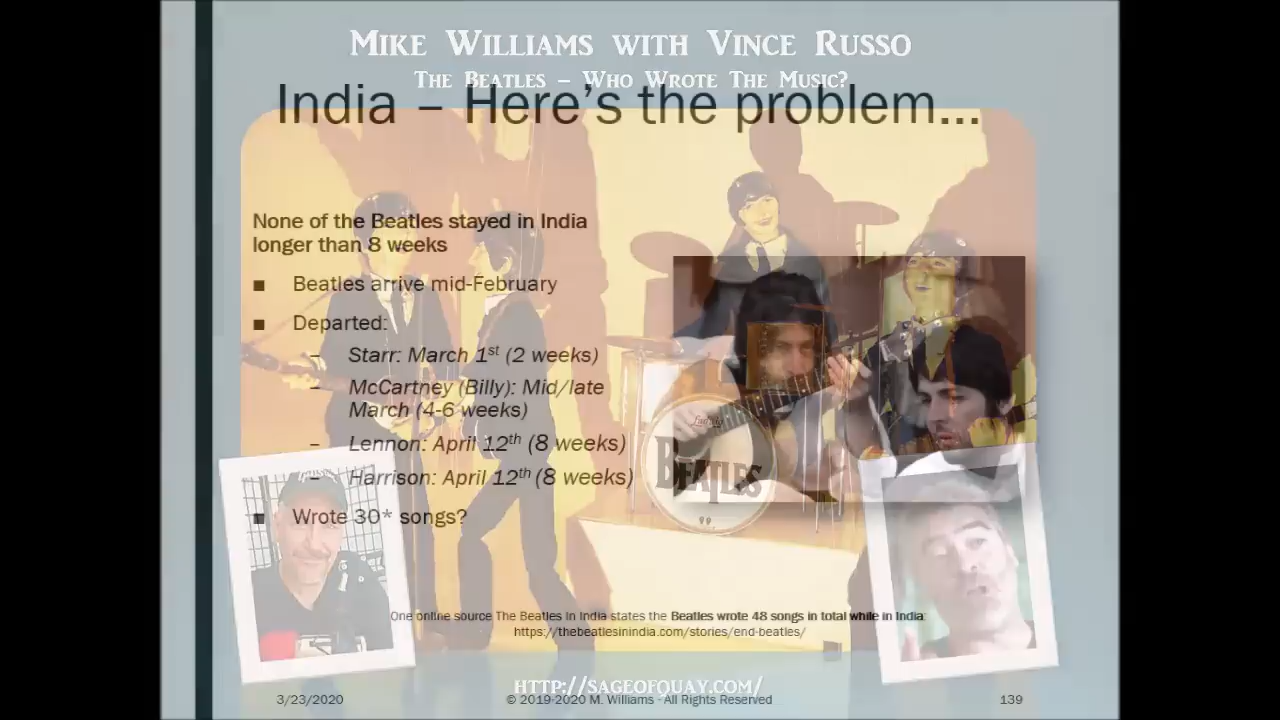 Mike Williams with Vince Russo
The Beatles – Who Wrote The Music?
India – Here's the problem...
None of the Beatles stayed in India
longer than 8 weeks
■ Beatles arrive mid-February
■ Departed:
– Starr: March 1st (2 weeks)
– McCartney (Billy): Mid/late
March (4-6 weeks)
– Lennon: April 12th (8 weeks)
– Harrison: April 12th (8 weeks)
■ Wrote 30* songs?
Ludwig
BEATLES
One online source The Beatles in India states the Beatles wrote 48 songs in total while in India:
https://thebeatlesinindia.com/stories/end-beatles/
http://sageofquay.com/
3/23/2020
© 2019-2020 M. Williams - All Rights Reserved
139